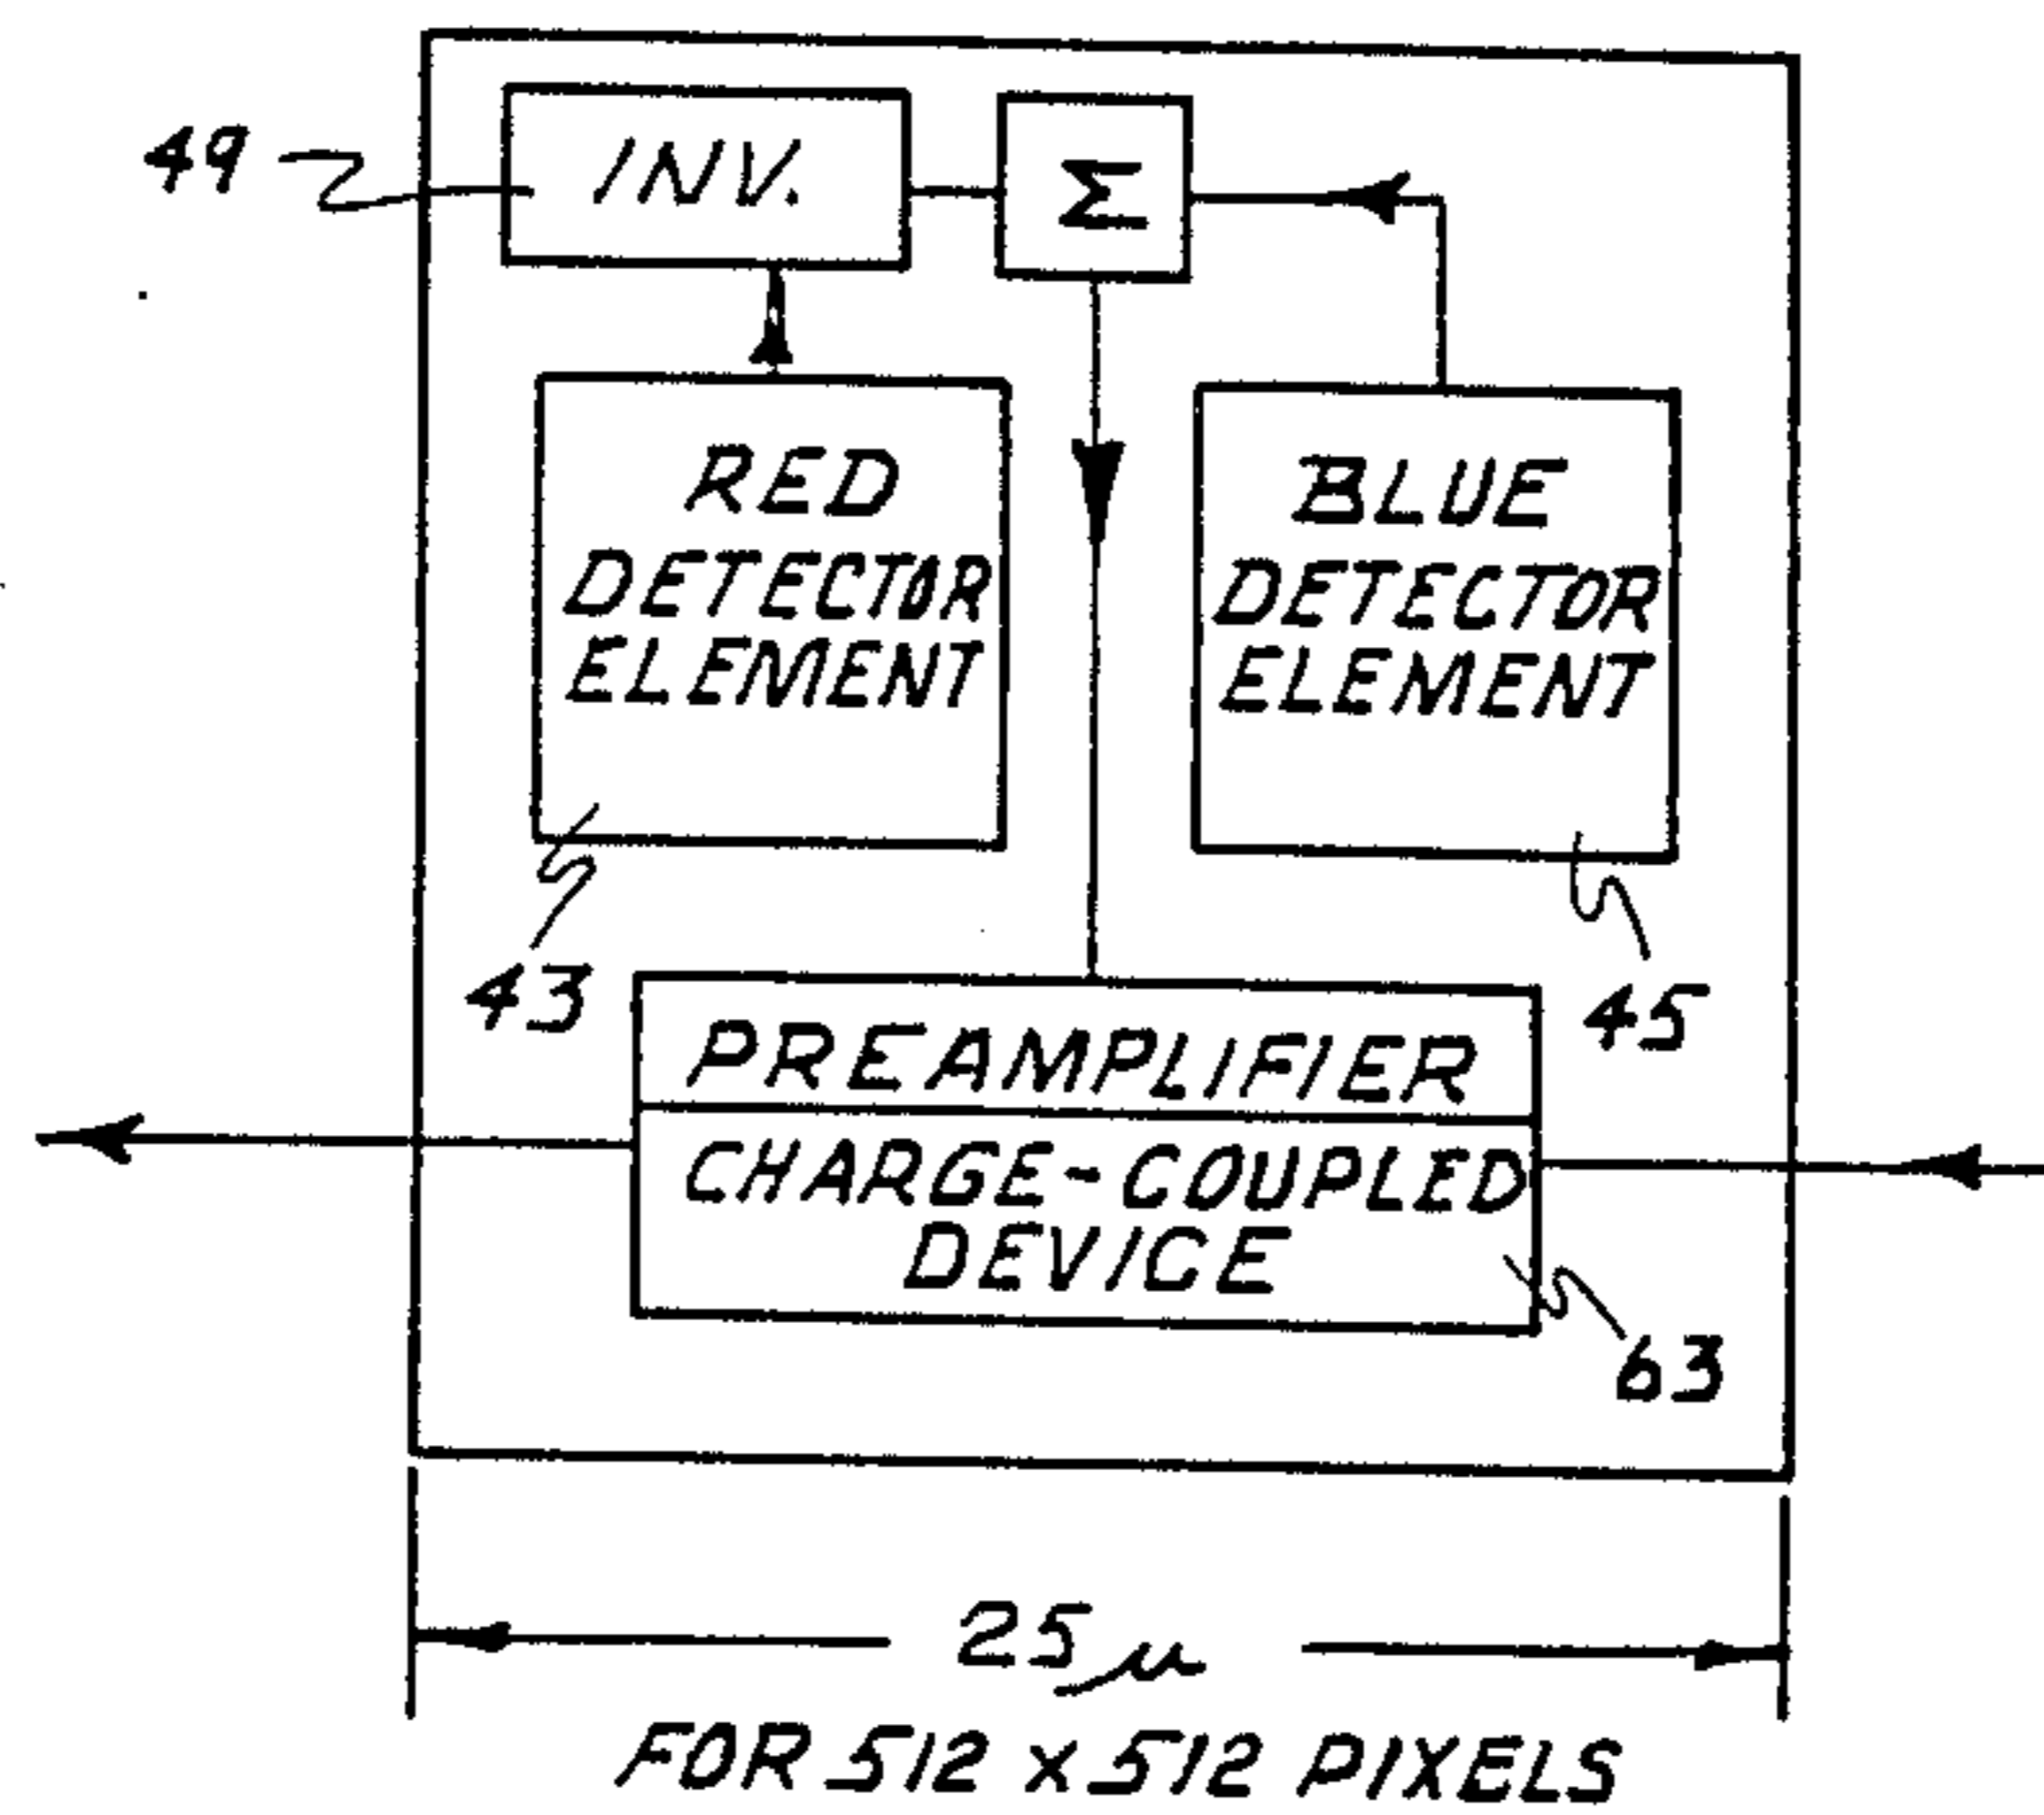 49
INV.
Σ
RED
DETECTOR
ELEMENT
BLUE
DETECTOR
ELEMENT
43
45
PREAMPLIFIER
CHARGE-COUPLED
DEVICE
63
25μ
FOR 512 x 512 PIXELS